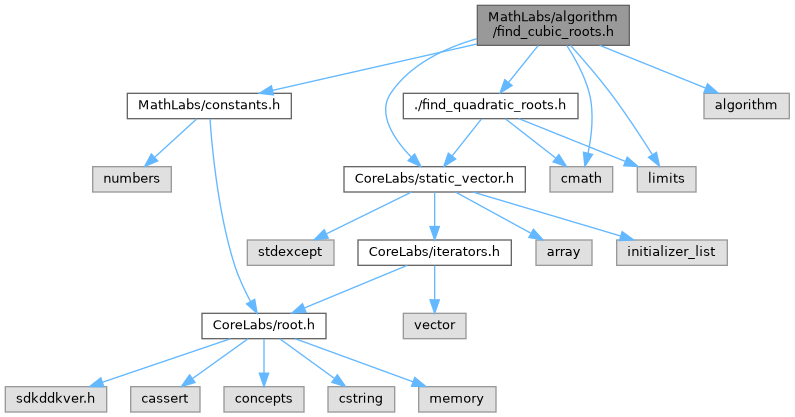 MathLabs/algorithm
/find_cubic_roots.h
MathLabs/constants.h
./find_quadratic_roots.h
algorithm
numbers
CoreLabs/static_vector.h
cmath
limits
stdexcept
CoreLabs/iterators.h
array
initializer_list
CoreLabs/root.h
vector
sdkddkver.h
cassert
concepts
cstring
memory